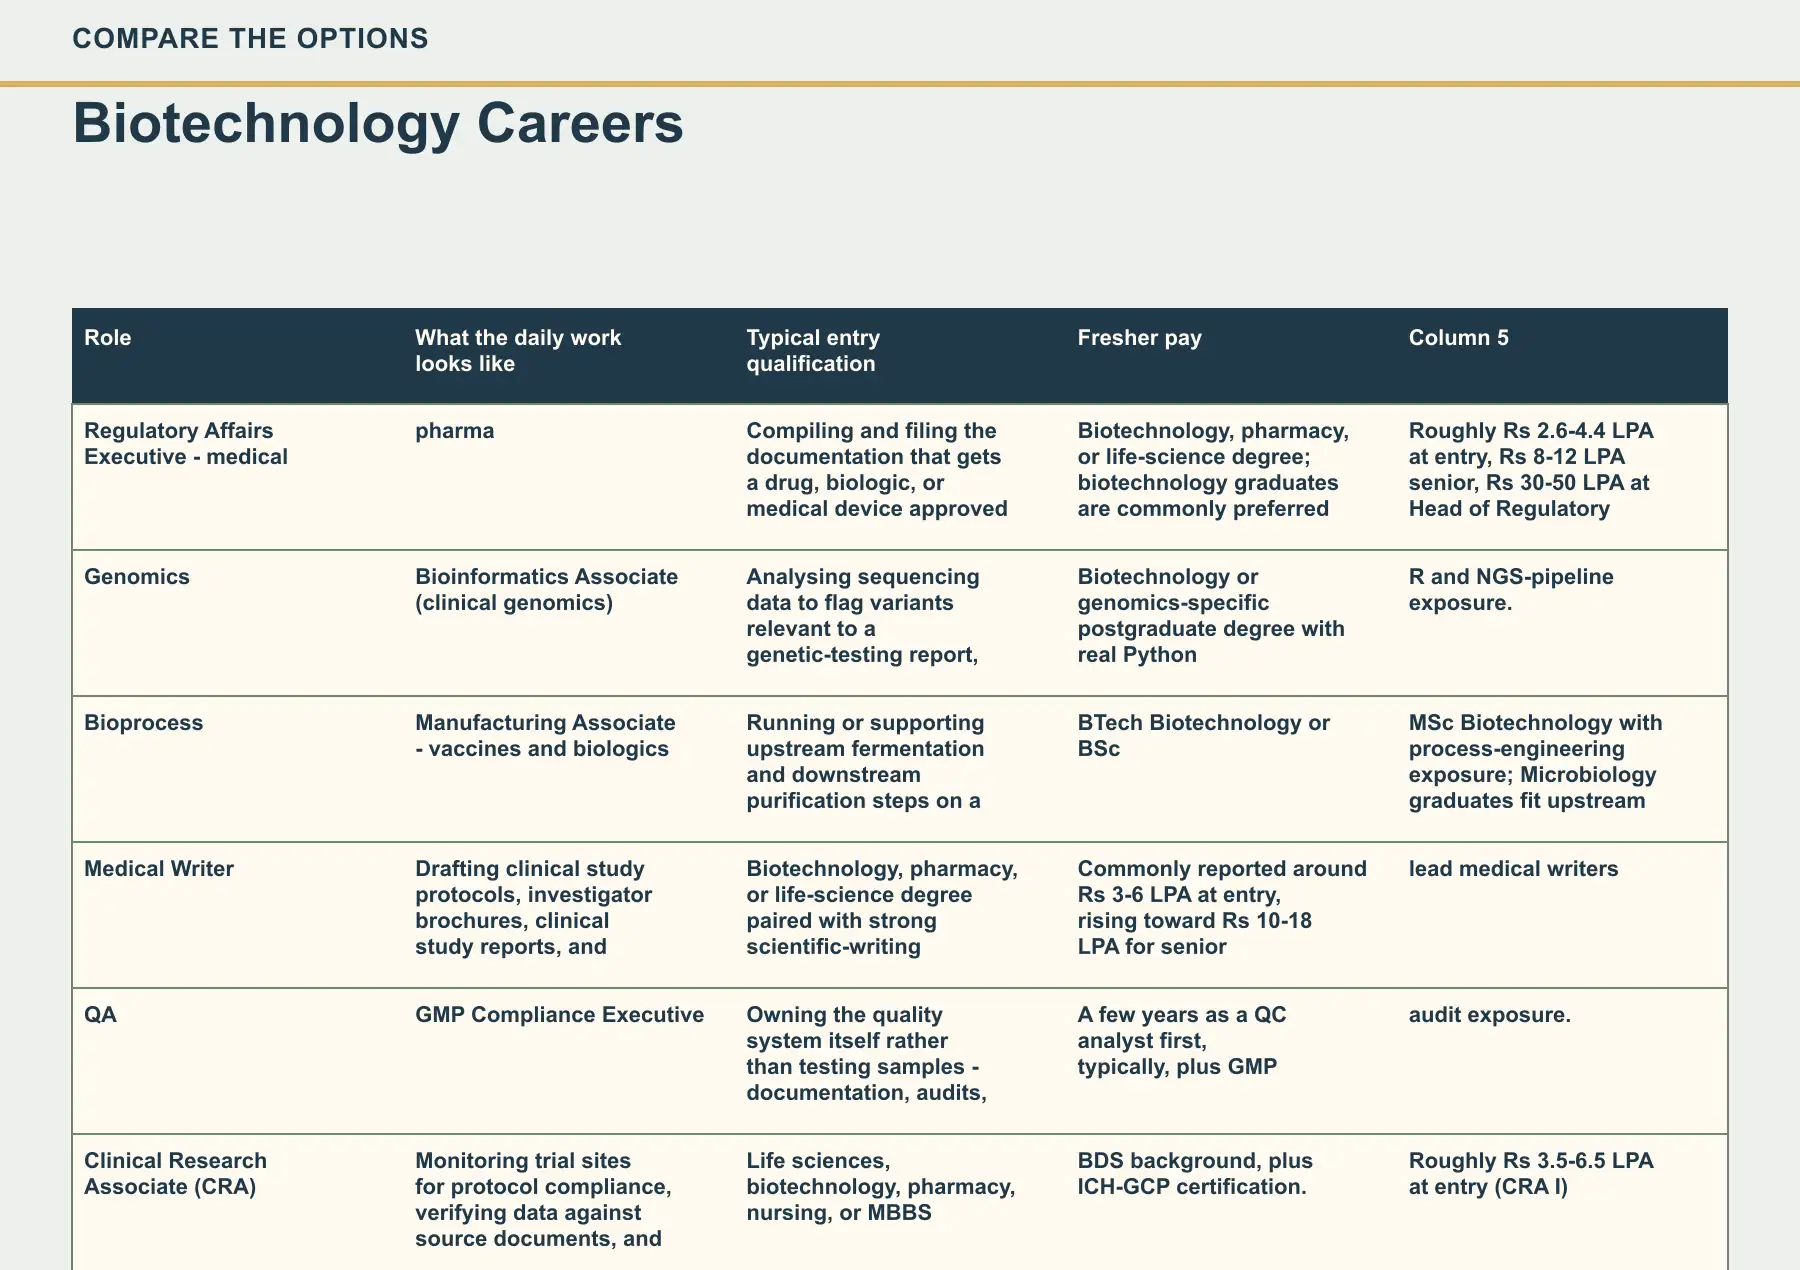 COMPARE THE OPTIONS
Biotechnology Careers
Role
What the daily work
looks like
Typical entry
qualification
Fresher pay
Column 5
Regulatory Affairs
Executive - medical
pharma
Compiling and filing the
documentation that gets
a drug, biologic, or
medical device approved
Biotechnology, pharmacy,
or life-science degree;
biotechnology graduates
are commonly preferred
Roughly Rs 2.6-4.4 LPA
at entry, Rs 8-12 LPA
senior, Rs 30-50 LPA at
Head of Regulatory
Genomics
Bioinformatics Associate
(clinical genomics)
Analysing sequencing
data to flag variants
relevant to a
genetic-testing report,
Biotechnology or
genomics-specific
postgraduate degree with
real Python
R and NGS-pipeline
exposure.
Bioprocess
Manufacturing Associate
- vaccines and biologics
Running or supporting
upstream fermentation
and downstream
purification steps on a
BTech Biotechnology or
BSc
MSc Biotechnology with
process-engineering
exposure; Microbiology
graduates fit upstream
Medical Writer
Drafting clinical study
protocols, investigator
brochures, clinical
study reports, and
Biotechnology, pharmacy,
or life-science degree
paired with strong
scientific-writing
Commonly reported around
Rs 3-6 LPA at entry,
rising toward Rs 10-18
LPA for senior
lead medical writers
QA
GMP Compliance Executive
Owning the quality
system itself rather
than testing samples -
documentation, audits,
A few years as a QC
analyst first,
typically, plus GMP
audit exposure.
Clinical Research
Associate (CRA)
Monitoring trial sites
for protocol compliance,
verifying data against
source documents, and
Life sciences,
biotechnology, pharmacy,
nursing, or MBBS
BDS background, plus
ICH-GCP certification.
Roughly Rs 3.5-6.5 LPA
at entry (CRA I)